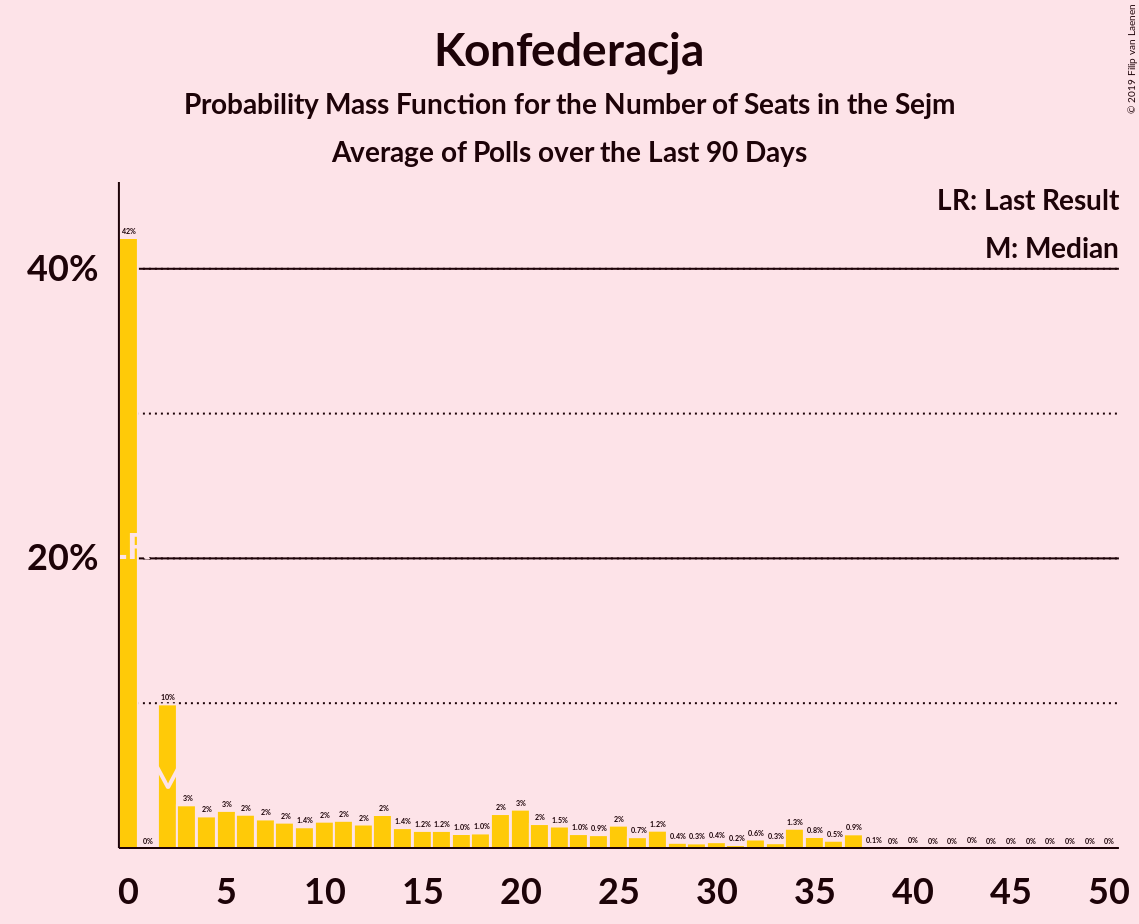 Konfederacja
Probability Mass Function for the Number of Seats in the Sejm
Average of Polls over the Last 90 Days
© 2019 Filip van Laenen
LR: Last Result
M: Median
40%
20%
42% 0% 10% 3% 2% 3% 2% 2% 2% 1.4% 2% 2% 2% 2% 1.4% 1.2% 1.2% 1.0% 1.0% 2% 3% 2% 1.5% 1.0% 0.9% 2% 0.7% 1.2% 0.4% 0.3% 0.4% 0.2% 0.6% 0.3% 1.3% 0.8% 0.5% 0.9% 0.1% 0% 0% 0% 0% 0% 0% 0% 0% 0% 0% 0% 0%
LR
M
0 5 10 15 20 25 30 35 40 45 50